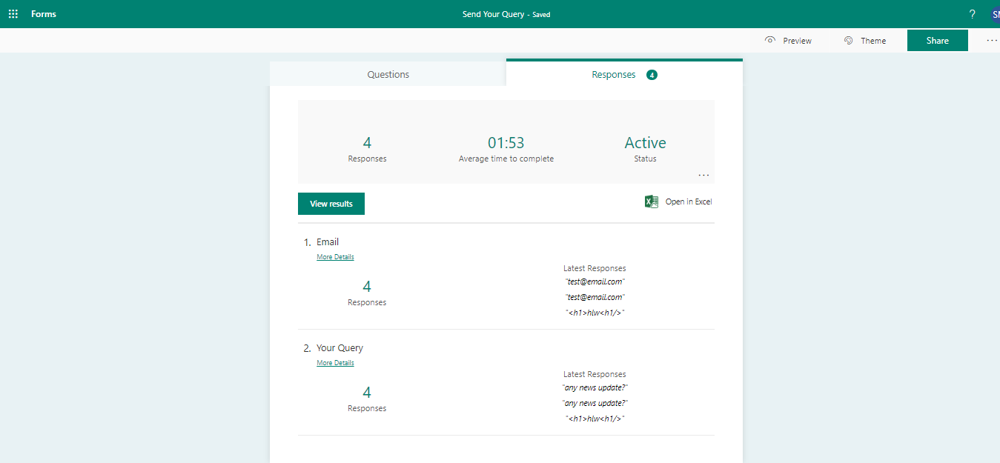 Forms
Send Your Query - Saved
?
Preview
Theme
Share
...
Questions
Responses 4
4
Responses
01:53
Average time to complete
Active
Status
...
View results
Open in Excel
1. Email
More Details
4
Responses
Latest Responses
"test@email.com"
"test@email.com"
"<h1>hlw<h1/>"
2. Your Query
More Details
4
Responses
Latest Responses
"any news update?"
"any news update?"
"<h1>hlw<h1/>"